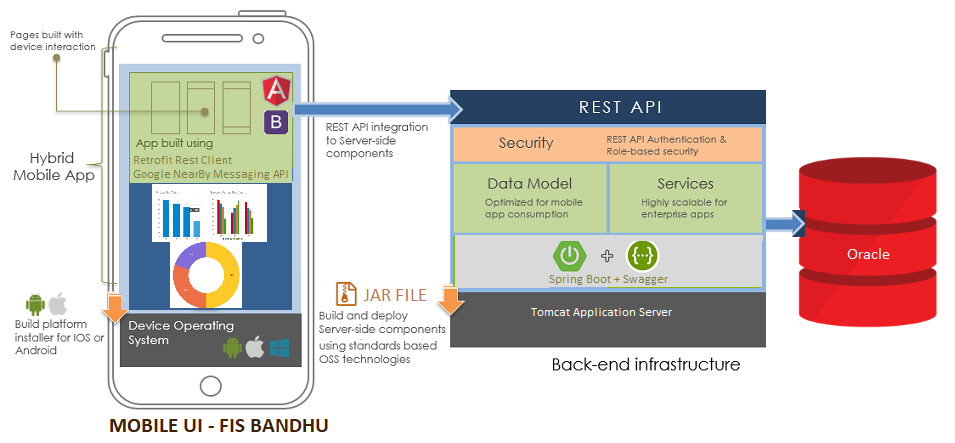 Pages built with
device interaction
Hybrid
Mobile App
App built using
Retrofit Rest Client
Google NearBy Messaging API
A
B
Build platform
installer for IOS or
Android
Device Operating
System
MOBILE UI - FIS BANDHU
REST API integration
to Server-side
components
JAR FILE
Build and deploy
Server-side components
using standards based
OSS technologies
REST API
Security
REST API Authentication &
Role-based security
Data Model
Optimized for mobile
app consumption
Services
Highly scalable for
enterprise apps
{··}
Spring Boot + Swagger
Tomcat Application Server
Back-end infrastructure
Oracle